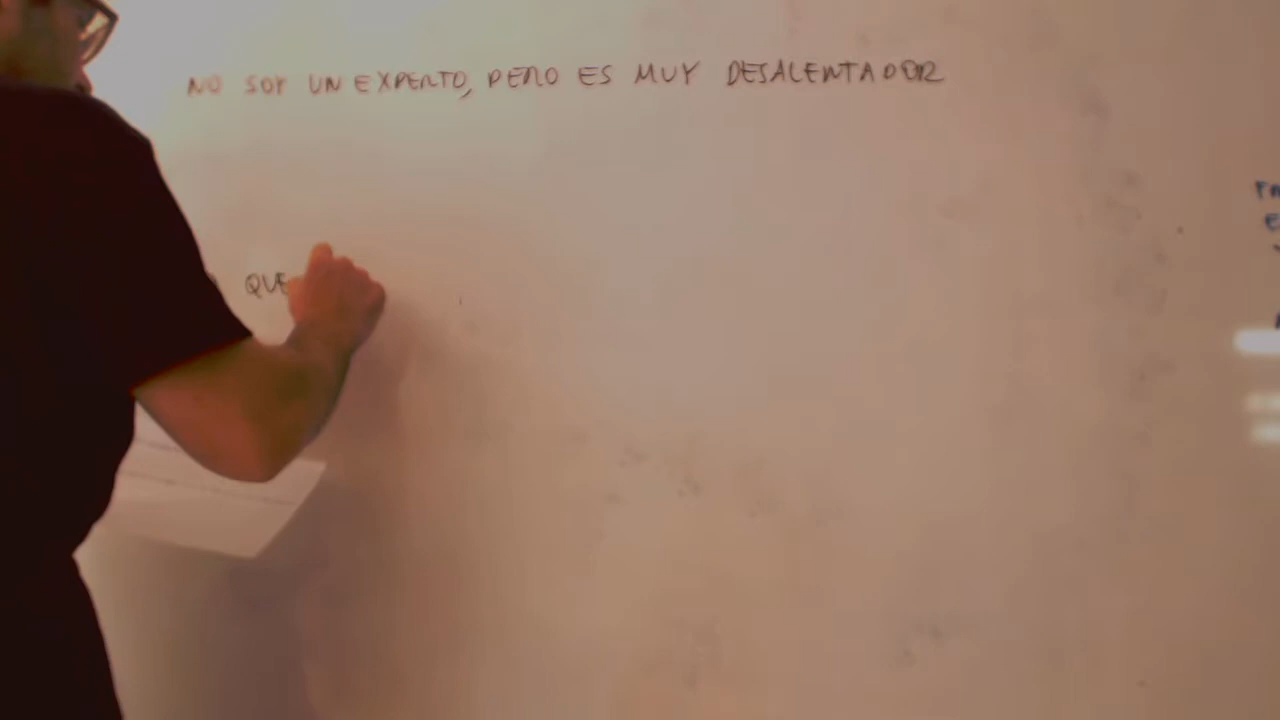 NO SOY UN EXPERTO, PERO ES MUY DESALENTADOR
QUE